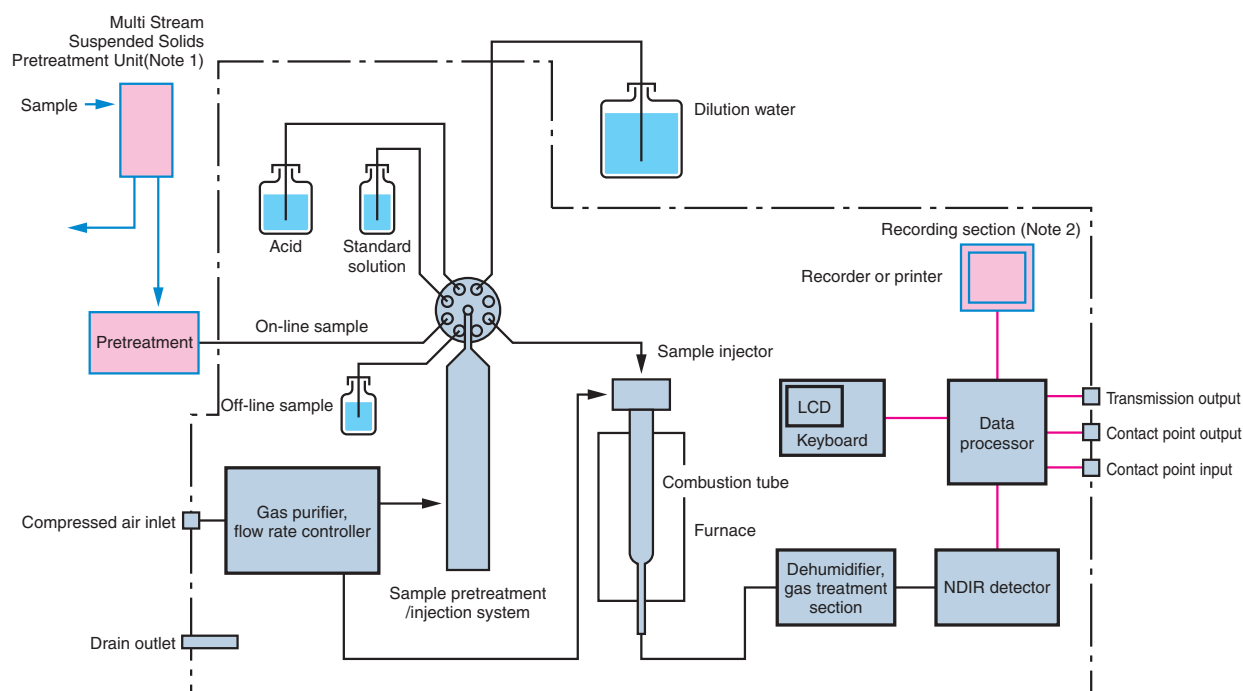 Multi Stream
Suspended Solids
Pretreatment Unit(Note 1)
Sample
Dilution water
Acid
Standard
solution
Recording section (Note 2)
Recorder or printer
On-line sample
Pretreatment
Sample injector
Off-line sample
LCD
Keyboard
Data
processor
Transmission output
Contact point output
Contact point input
Combustion tube
Furnace
Compressed air inlet
Gas purifier,
flow rate controller
Sample pretreatment
/injection system
Dehumidifier,
gas treatment
section
NDIR detector
Drain outlet